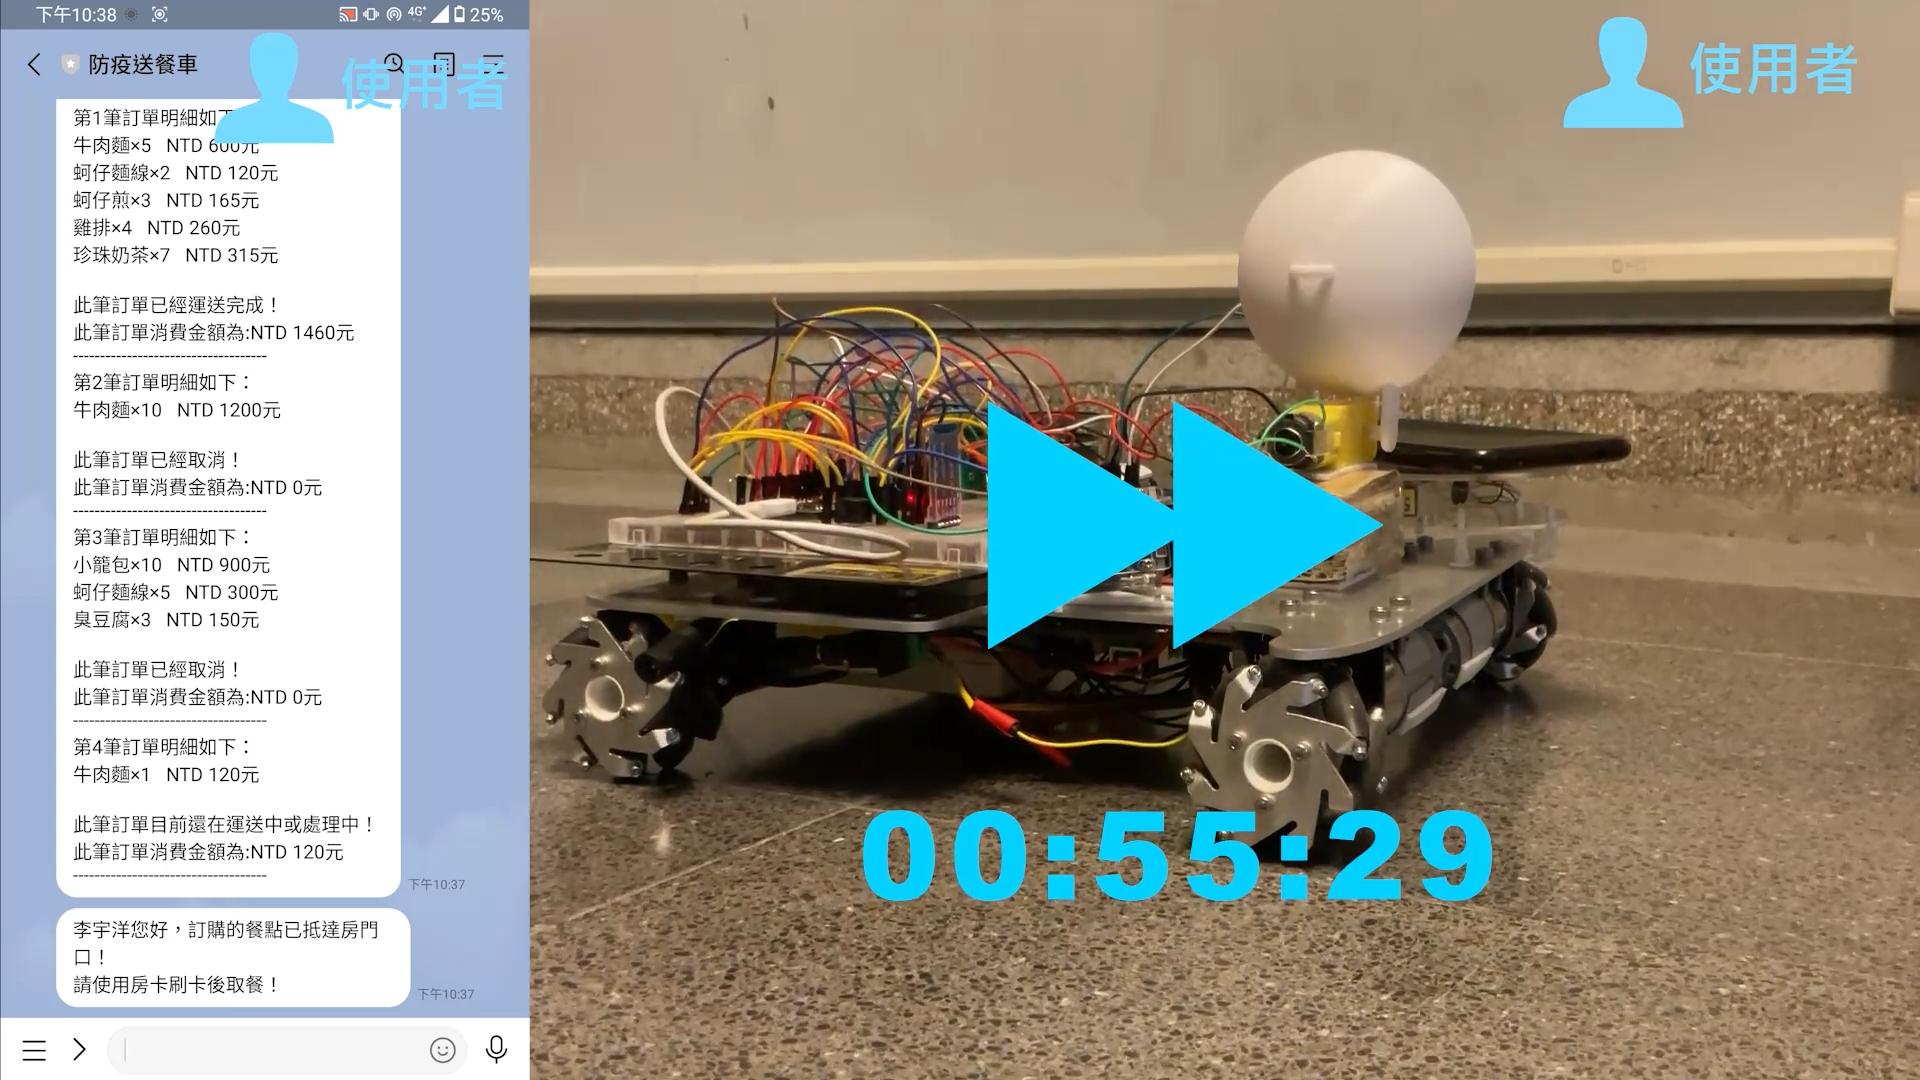 下午10:38
4G+
25%
防疫送餐車
使用者
使用者
第1筆訂單明細如下
牛肉麵×5 NTD 600元
蚵仔麵線×2 NTD 120元
蚵仔煎×3 NTD 165元
雞排×4 NTD 260元
珍珠奶茶×7 NTD 315元
此筆訂單已經運送完成！
此筆訂單消費金額為:NTD 1460元
------------------------------------
第2筆訂單明細如下：
牛肉麵×10 NTD 1200元
此筆訂單已經取消！
此筆訂單消費金額為:NTD 0元
------------------------------------
第3筆訂單明細如下：
小籠包×10 NTD 900元
蚵仔麵線×5 NTD 300元
臭豆腐×3 NTD 150元
此筆訂單已經取消！
此筆訂單消費金額為:NTD 0元
------------------------------------
第4筆訂單明細如下：
牛肉麵×1 NTD 120元
此筆訂單目前還在運送中或處理中！
此筆訂單消費金額為:NTD 120元
------------------------------------
下午10:37
李宇洋您好，訂購的餐點已抵達房門
口！
請使用房卡刷卡後取餐！
下午10:37
00:55:29